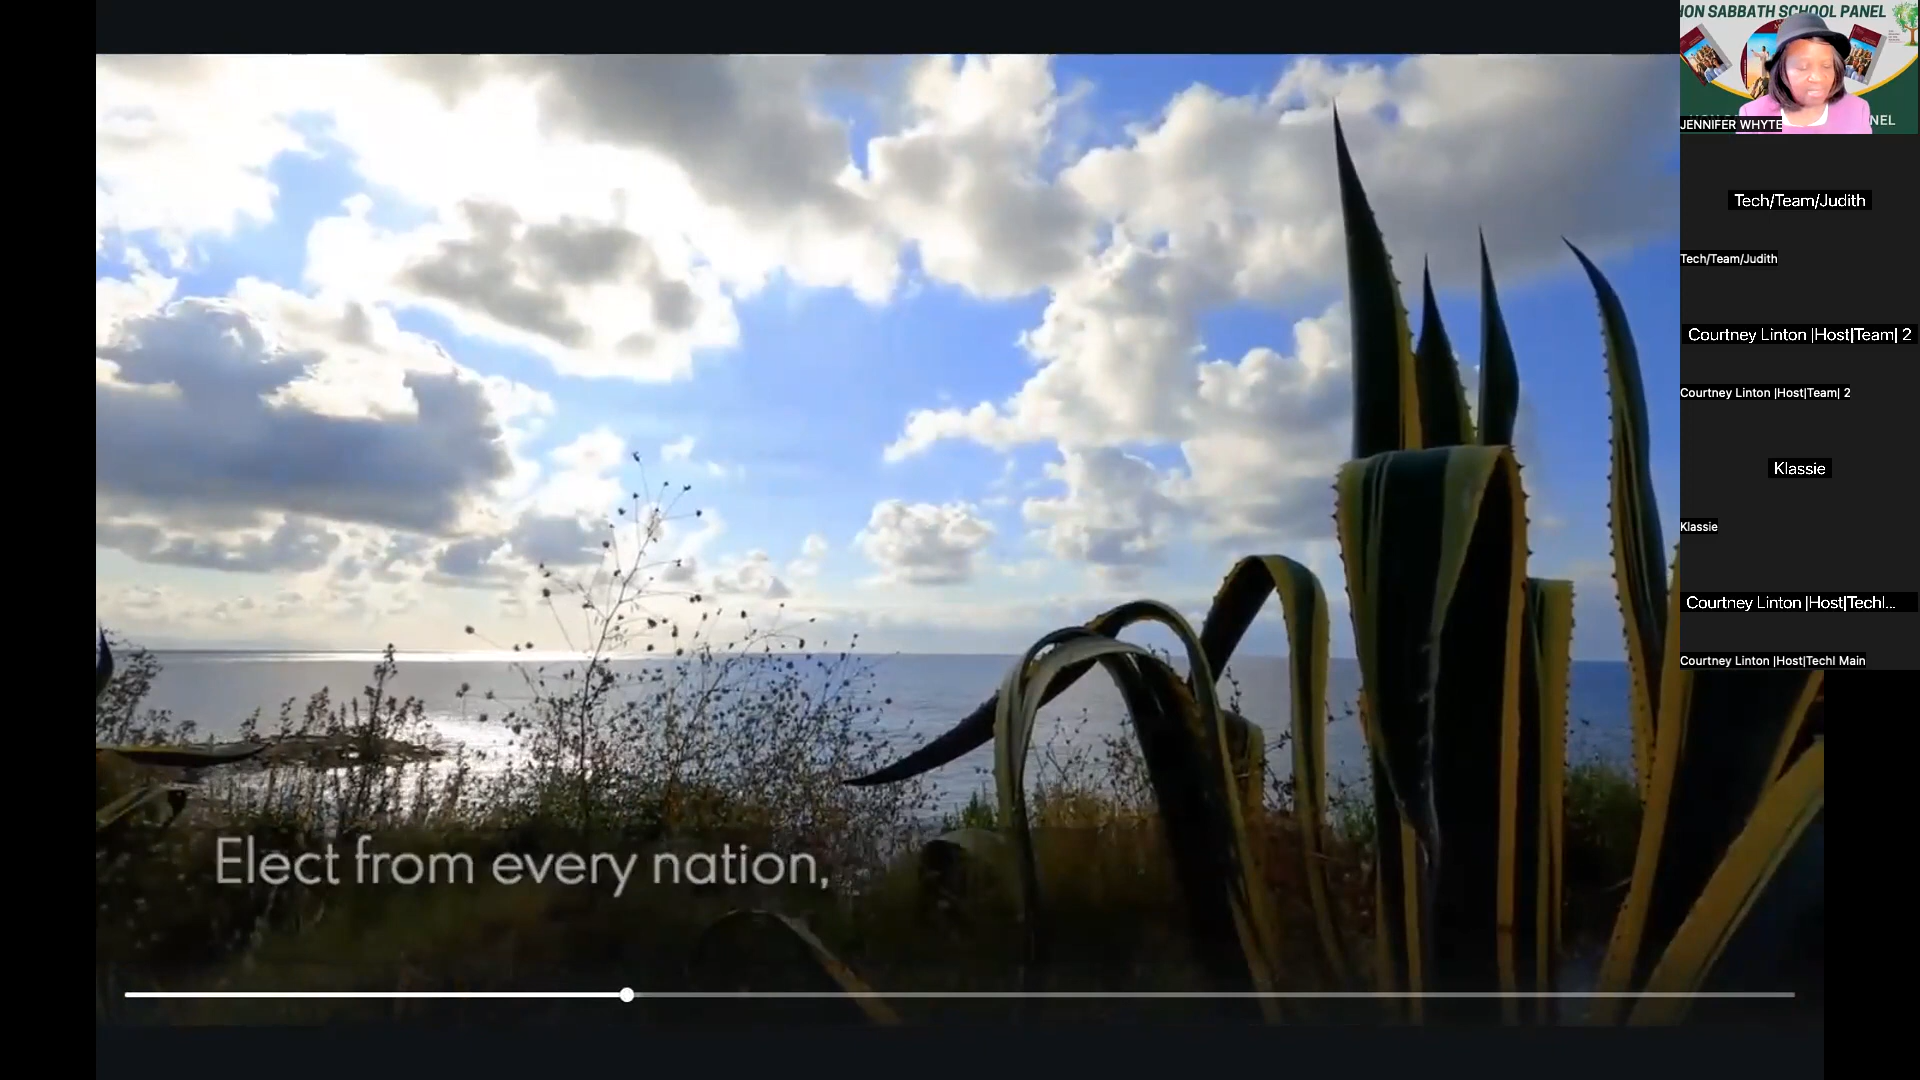 Elect from every nation,
ION SABBATH SCHOOL PANEL
NEL
JENNIFER WHYTE
Tech/Team/Judith
Tech/Team/Judith
Courtney Linton |Host|Team| 2
Courtney Linton |Host|Team| 2
Klassie
Klassie
Courtney Linton |Host|Techl...
Courtney Linton |Host|Techl Main